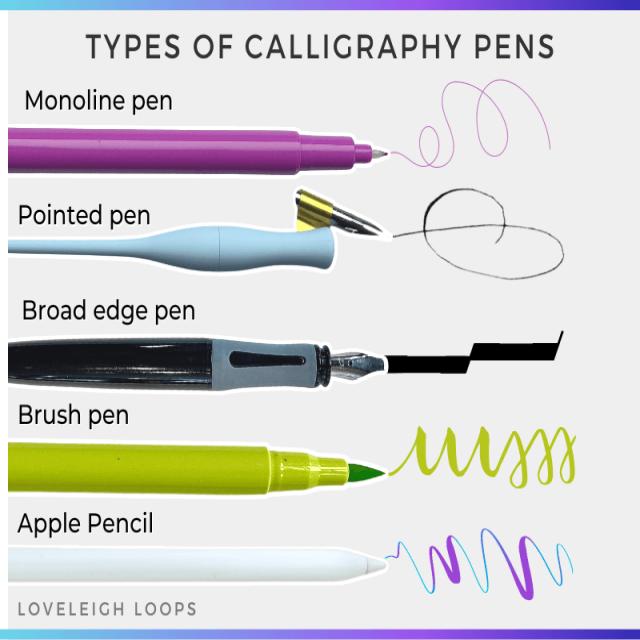 TYPES OF CALLIGRAPHY PENS
Monoline pen
Pointed pen
Broad edge pen
Brush pen
Apple Pencil
LOVELEIGH LOOPS